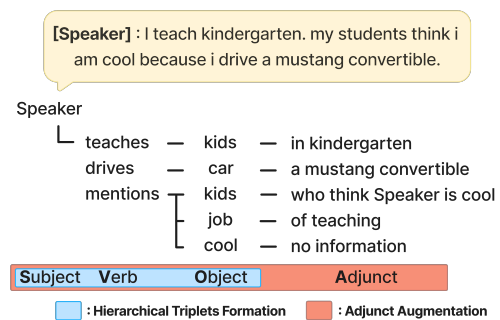 [Speaker] : I teach kindergarten. my students think i
am cool because i drive a mustang convertible.
Speaker
teaches — kids — in kindergarten
drives — car — a mustang convertible
mentions — kids — who think Speaker is cool
job — of teaching
cool — no information
Subject Verb Object Adjunct
: Hierarchical Triplets Formation : Adjunct Augmentation